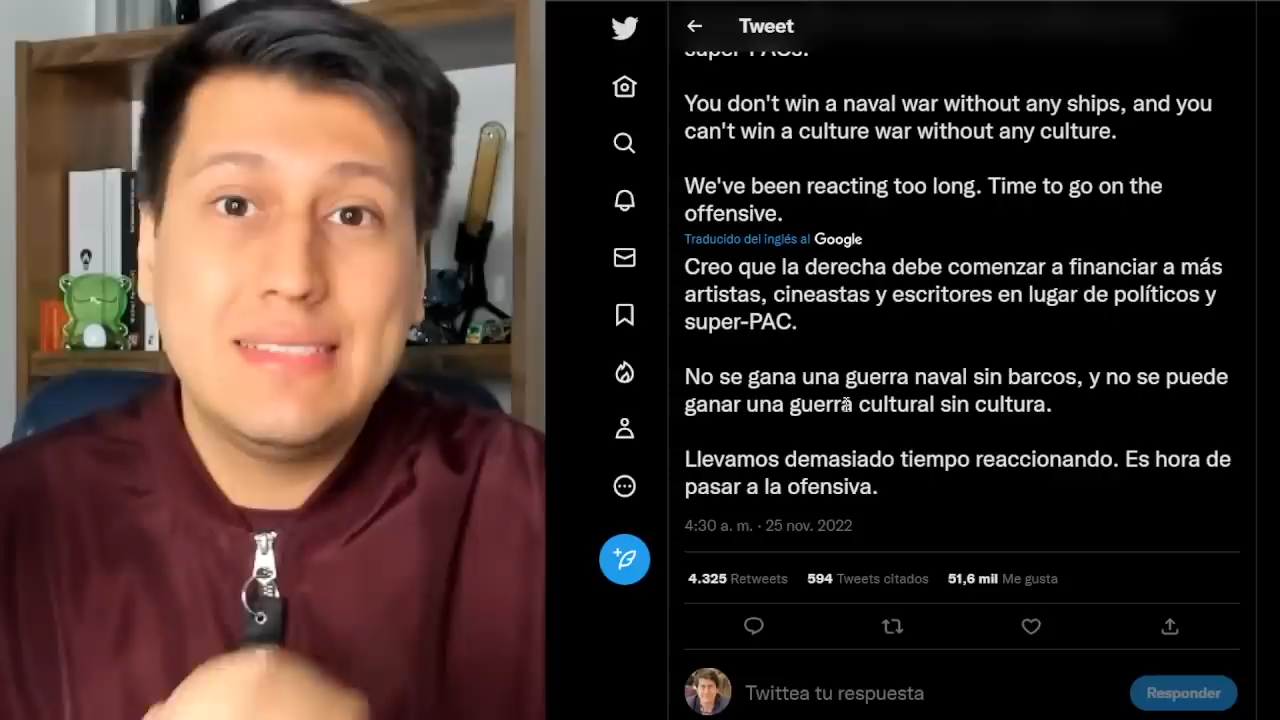 Tweet
super-PACs.
You don't win a naval war without any ships, and you
can't win a culture war without any culture.
We've been reacting too long. Time to go on the
offensive.
Traducido del inglés al Google
Creo que la derecha debe comenzar a financiar a más
artistas, cineastas y escritores en lugar de políticos y
super-PAC.
No se gana una guerra naval sin barcos, y no se puede
ganar una guerra cultural sin cultura.
Llevamos demasiado tiempo reaccionando. Es hora de
pasar a la ofensiva.
4:30 a. m. · 25 nov. 2022
4.325 Retweets 594 Tweets citados 51,6 mil Me gusta
Twittea tu respuesta
Responder